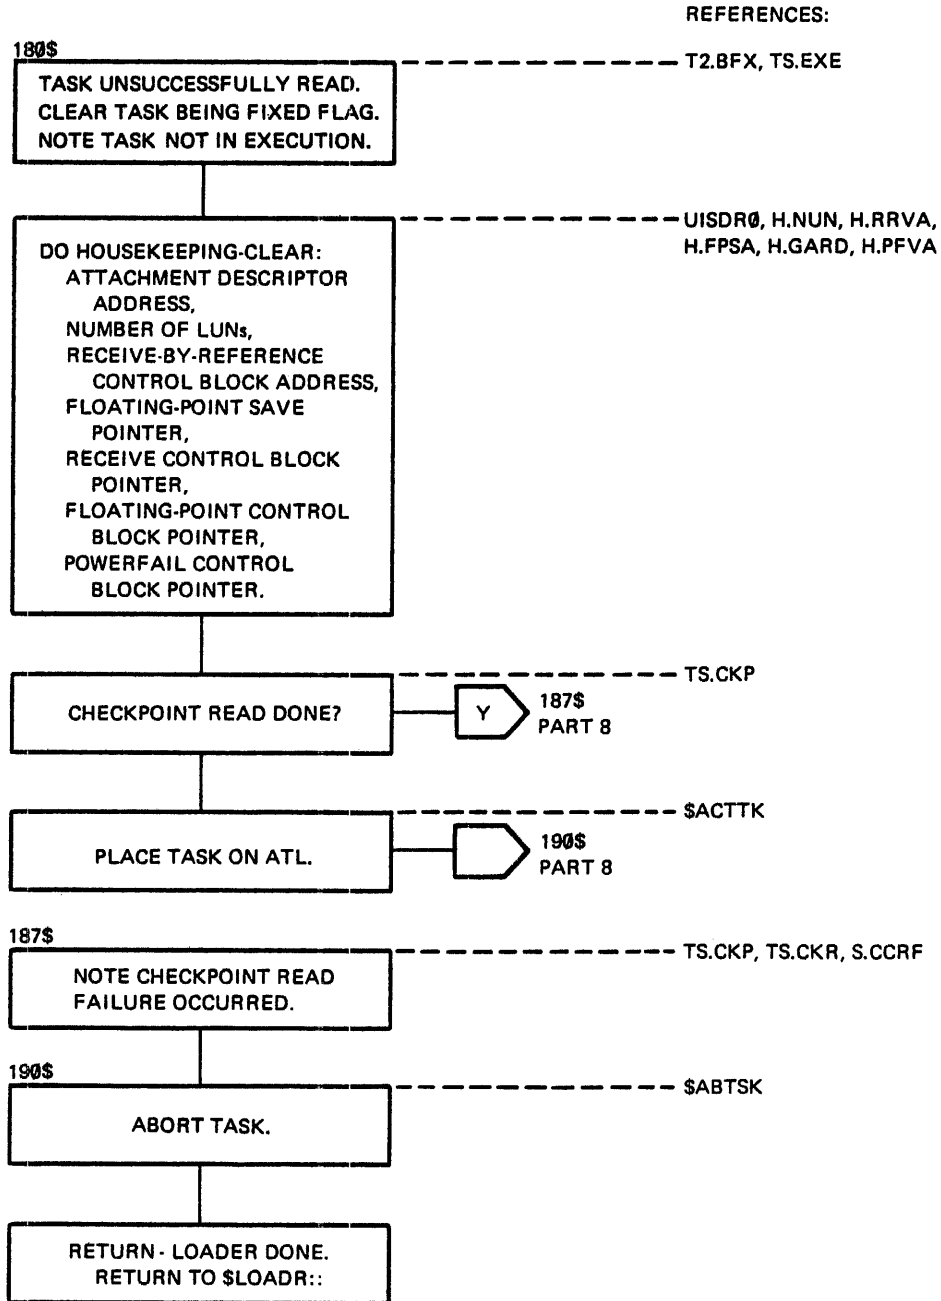 REFERENCES:
180$
TASK UNSUCCESSFULLY READ.
CLEAR TASK BEING FIXED FLAG.
NOTE TASK NOT IN EXECUTION.
T2.BFX, TS.EXE
DO HOUSEKEEPING-CLEAR:
ATTACHMENT DESCRIPTOR
ADDRESS,
NUMBER OF LUNs,
RECEIVE-BY-REFERENCE
CONTROL BLOCK ADDRESS,
FLOATING-POINT SAVE
POINTER,
RECEIVE CONTROL BLOCK
POINTER,
FLOATING-POINT CONTROL
BLOCK POINTER,
POWERFAIL CONTROL
BLOCK POINTER.
UISDR0, H.NUN, H.RRVA,
H.FPSA, H.GARD, H.PFVA
CHECKPOINT READ DONE?
Y
187$
PART 8
TS.CKP
PLACE TASK ON ATL.
190$
PART 8
$ACTTK
187$
NOTE CHECKPOINT READ
FAILURE OCCURRED.
TS.CKP, TS.CKR, S.CCRF
190$
ABORT TASK.
$ABTSK
RETURN - LOADER DONE.
RETURN TO $LOADR::